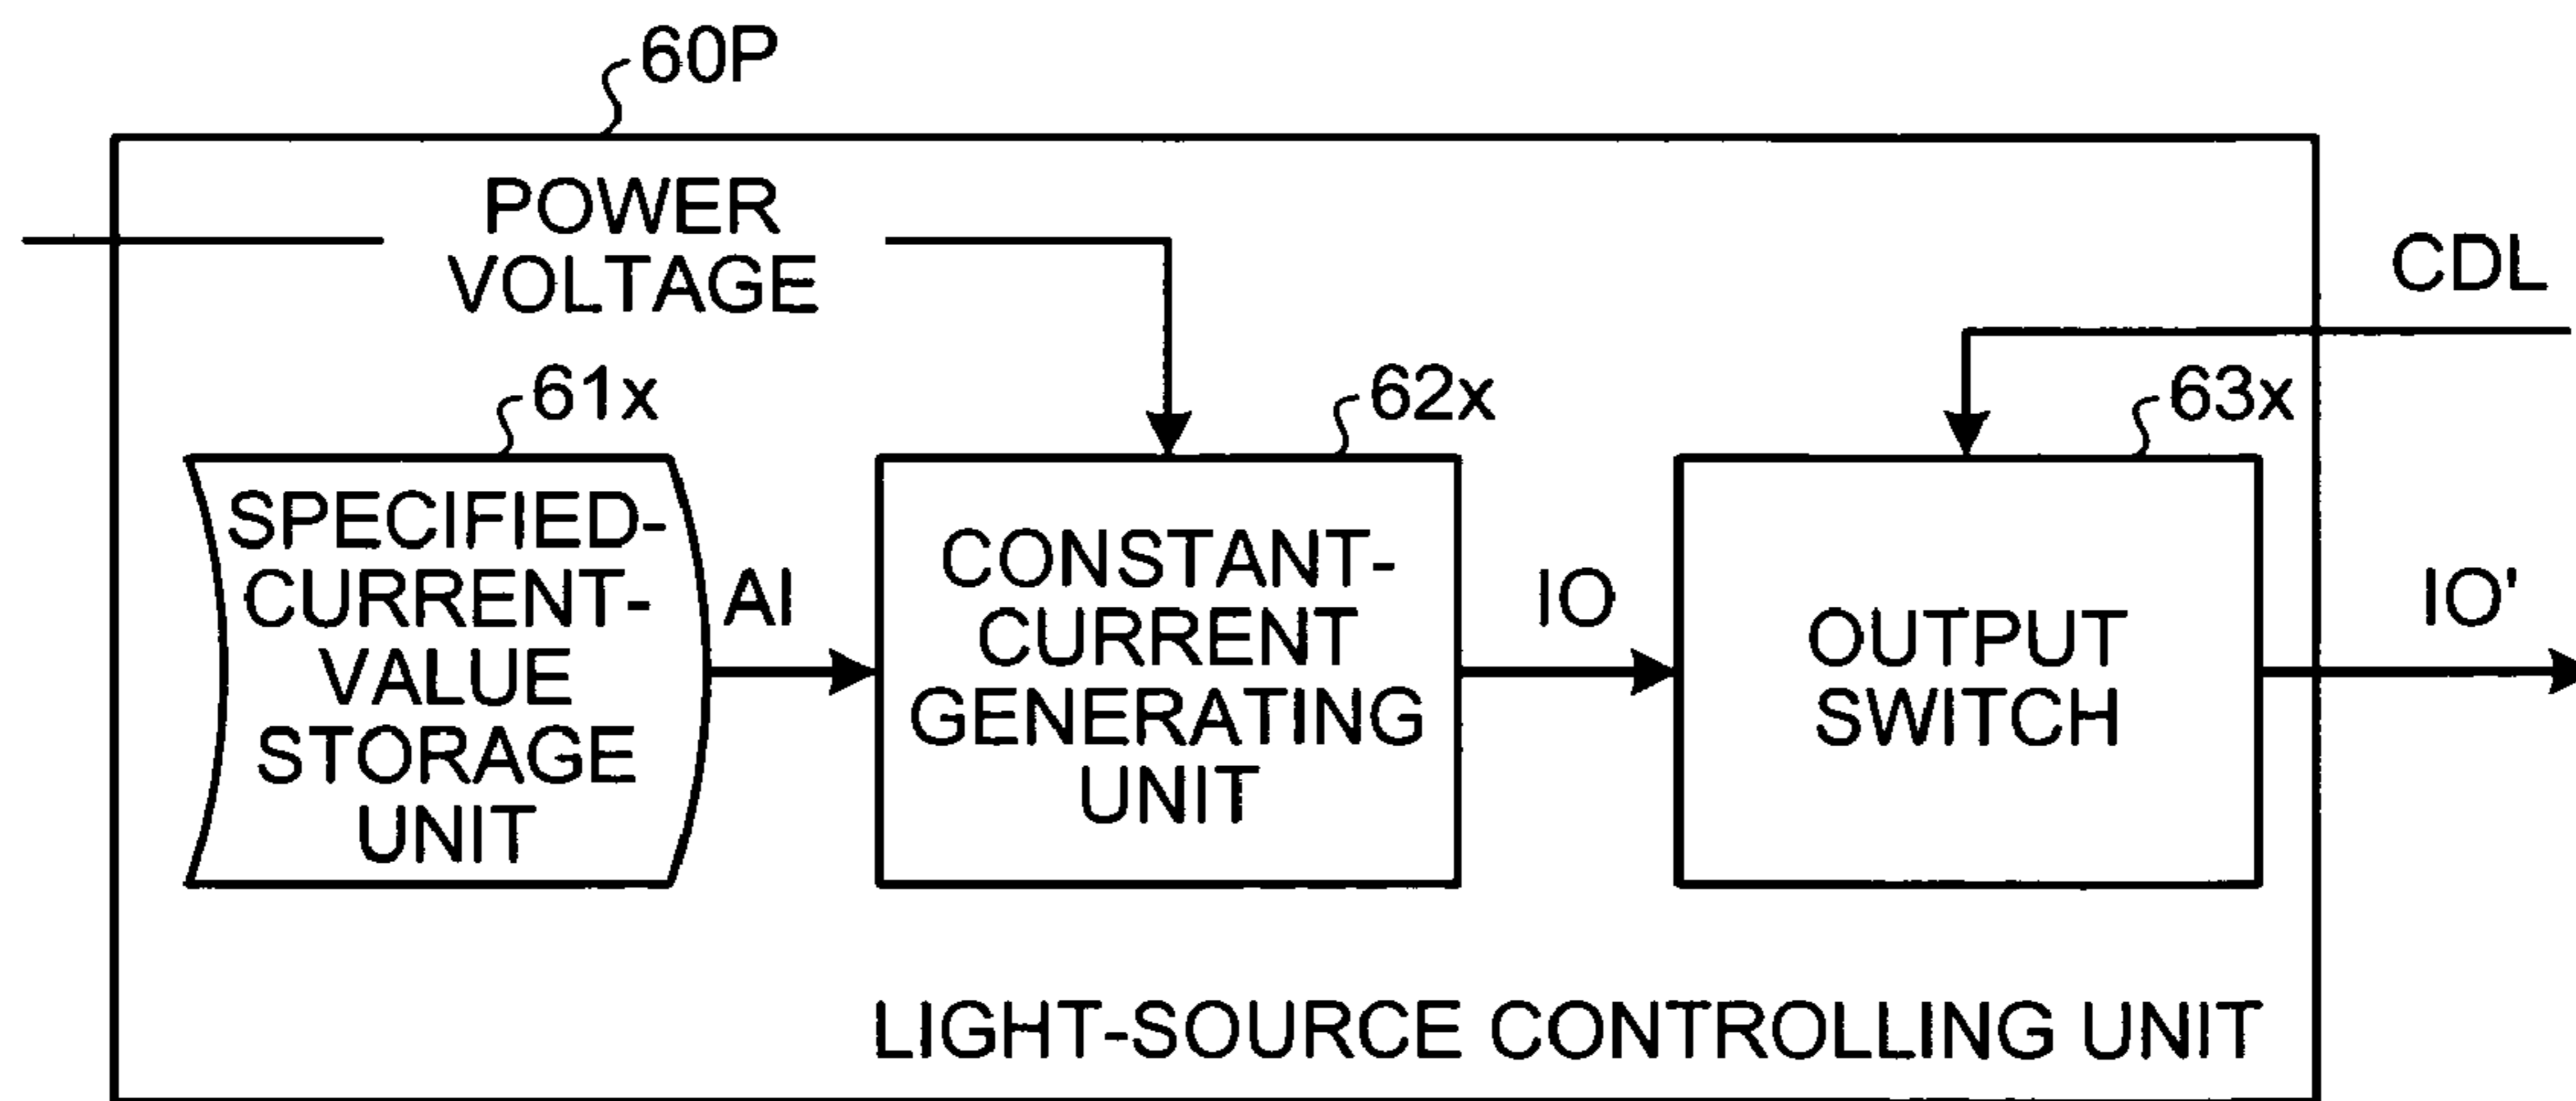 60P
POWER
VOLTAGE
CDL
61x
62x
63x
SPECIFIED-
CURRENT-
VALUE
STORAGE
UNIT
AI
CONSTANT-
CURRENT
GENERATING
UNIT
IO
OUTPUT
SWITCH
IO'
LIGHT-SOURCE CONTROLLING UNIT